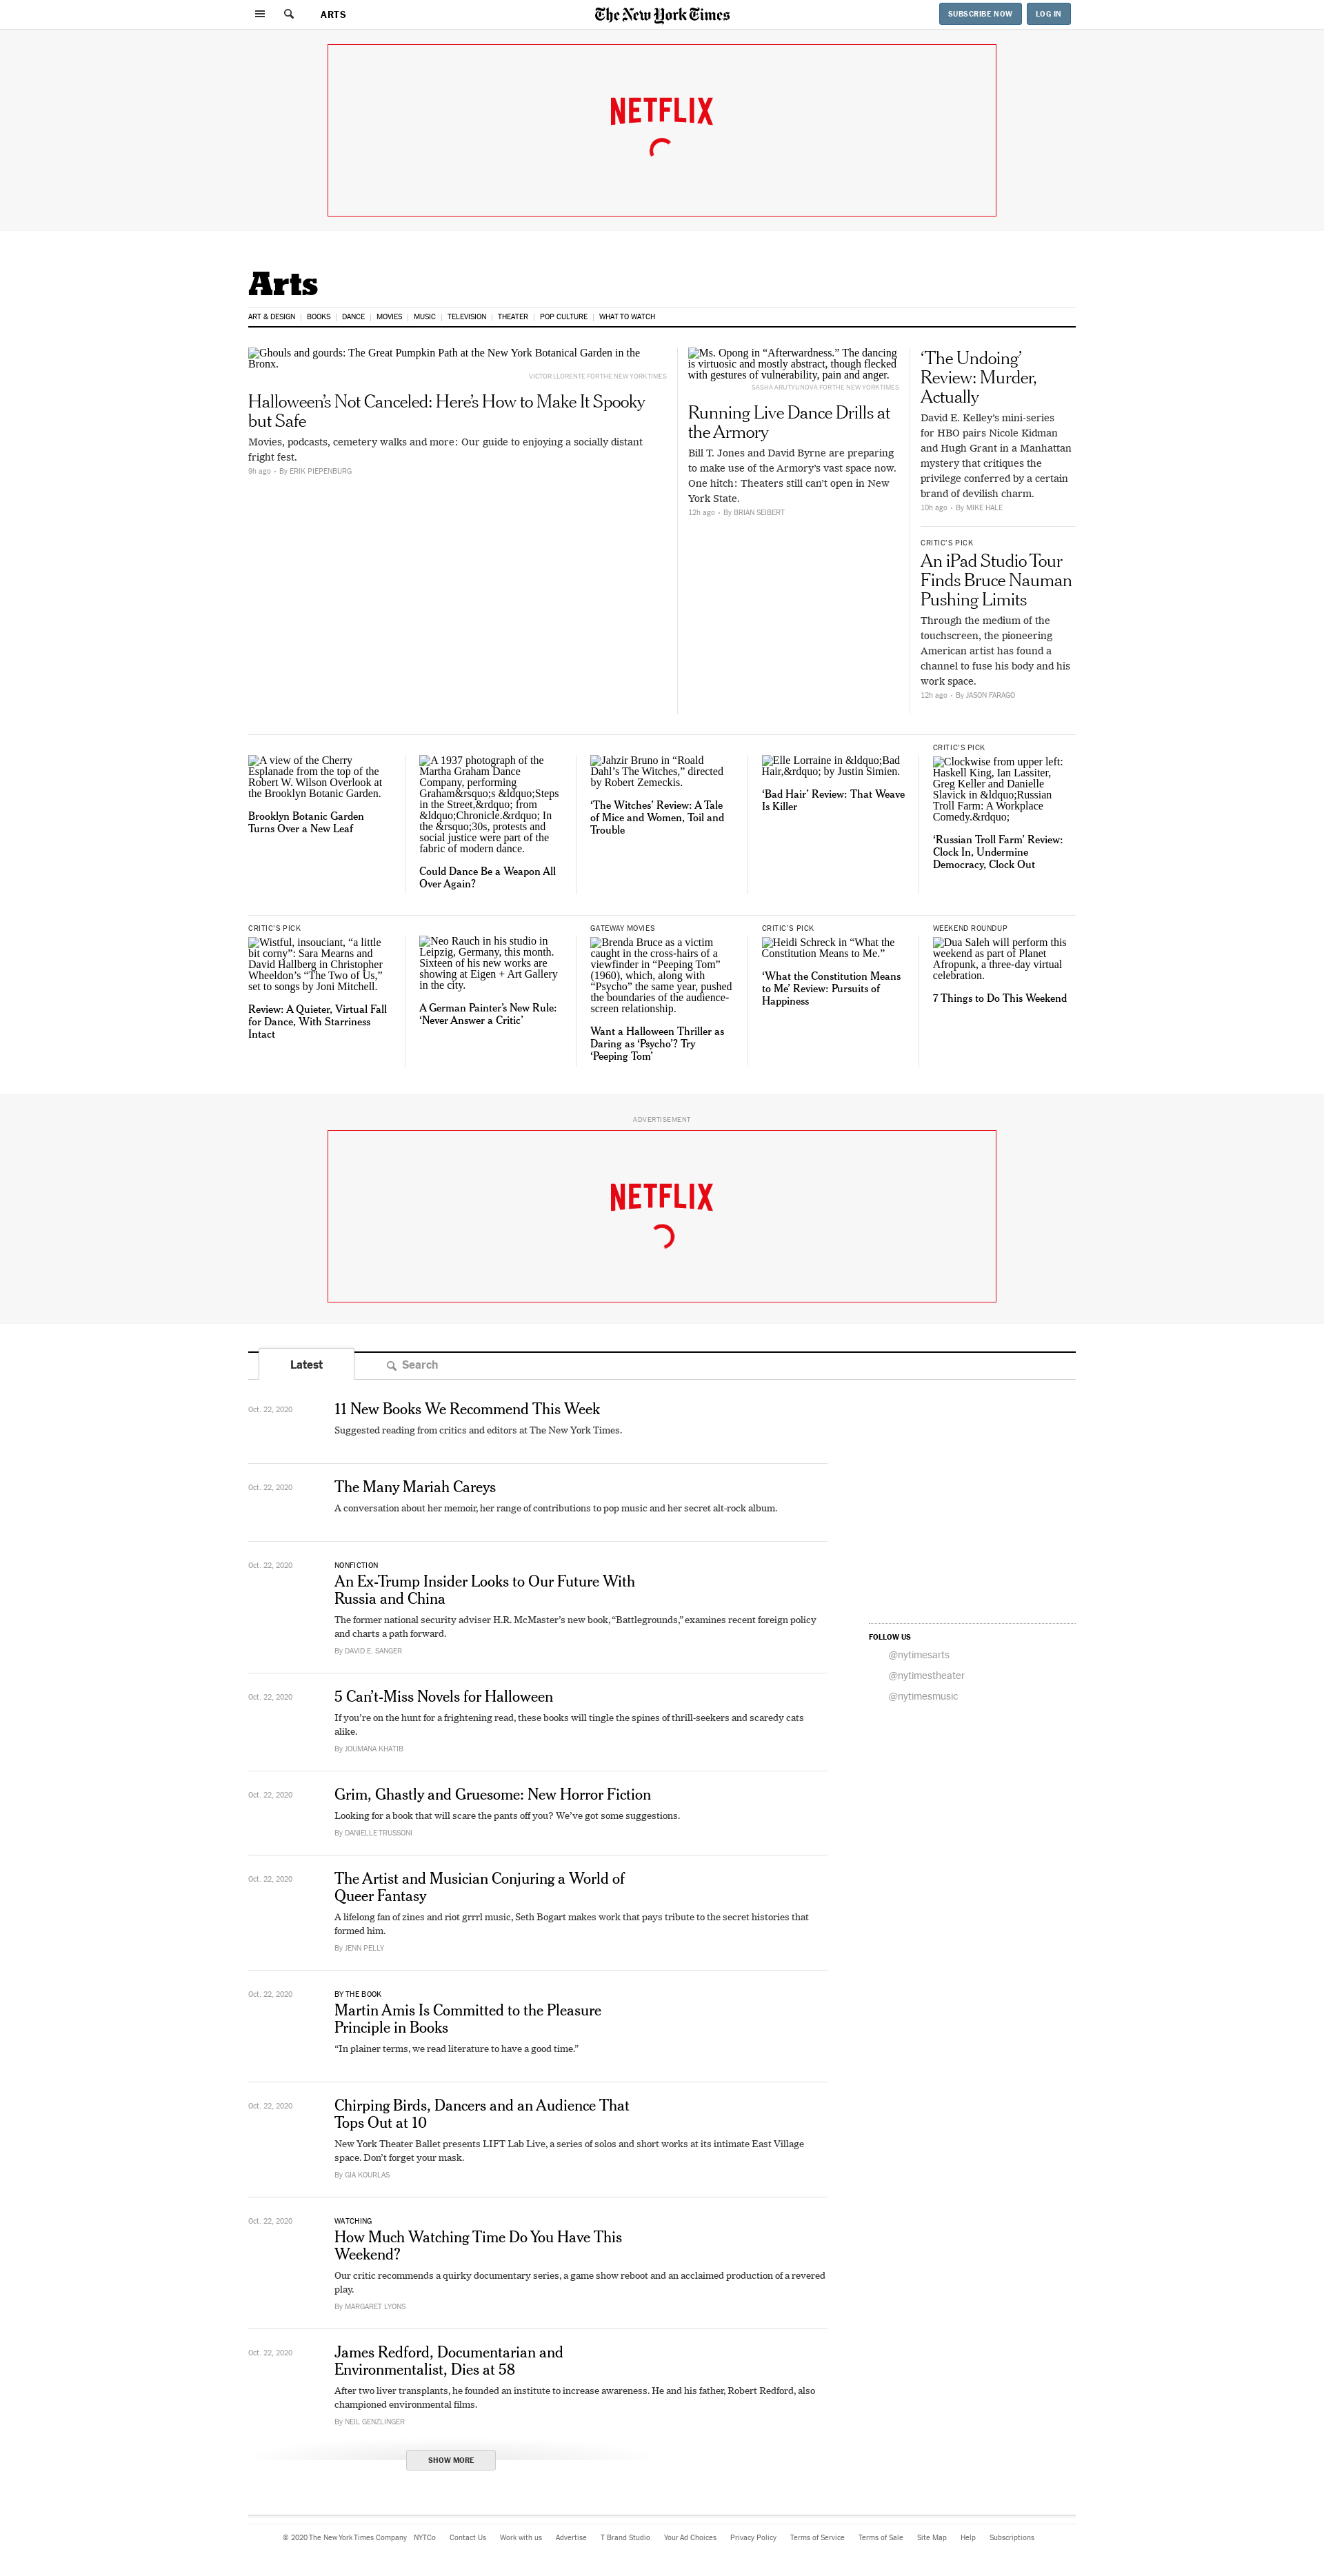 ARTS
The New York Times
SUBSCRIBE NOW
LOG IN
NETFLIX
Arts
ART & DESIGN
BOOKS
DANCE
MOVIES
MUSIC
TELEVISION
THEATER
POP CULTURE
WHAT TO WATCH
Ghouls and gourds: The Great Pumpkin Path at the New York Botanical Garden in the
Bronx.
VICTOR LLORENTE FOR THE NEW YORK TIMES
Halloween’s Not Canceled: Here’s How to Make It Spooky
but Safe
Movies, podcasts, cemetery walks and more: Our guide to enjoying a socially distant
fright fest.
9h ago • By ERIK PIEPENBURG
Ms. Opong in “Afterwardness.” The dancing
is virtuosic and mostly abstract, though flecked
with gestures of vulnerability, pain and anger.
SASHA ARUTYUNOVA FOR THE NEW YORK TIMES
Running Live Dance Drills at
the Armory
Bill T. Jones and David Byrne are preparing
to make use of the Armory’s vast space now.
One hitch: Theaters still can’t open in New
York State.
12h ago • By BRIAN SEIBERT
‘The Undoing’
Review: Murder,
Actually
David E. Kelley’s mini-series
for HBO pairs Nicole Kidman
and Hugh Grant in a Manhattan
mystery that critiques the
privilege conferred by a certain
brand of devilish charm.
10h ago • By MIKE HALE
CRITIC’S PICK
An iPad Studio Tour
Finds Bruce Nauman
Pushing Limits
Through the medium of the
touchscreen, the pioneering
American artist has found a
channel to fuse his body and his
work space.
12h ago • By JASON FARAGO
A view of the Cherry
Esplanade from the top of the
Robert W. Wilson Overlook at
the Brooklyn Botanic Garden.
Brooklyn Botanic Garden
Turns Over a New Leaf
A 1937 photograph of the
Martha Graham Dance
Company, performing
Graham&rsquo;s &ldquo;Steps
in the Street,&rdquo; from
&ldquo;Chronicle.&rdquo; In
the &rsquo;30s, protests and
social justice were part of the
fabric of modern dance.
Could Dance Be a Weapon All
Over Again?
Jahzir Bruno in “Roald
Dahl’s The Witches,” directed
by Robert Zemeckis.
‘The Witches’ Review: A Tale
of Mice and Women, Toil and
Trouble
Elle Lorraine in &ldquo;Bad
Hair,&rdquo; by Justin Simien.
‘Bad Hair’ Review: That Weave
Is Killer
CRITIC’S PICK
Clockwise from upper left:
Haskell King, Ian Lassiter,
Greg Keller and Danielle
Slavick in &ldquo;Russian
Troll Farm: A Workplace
Comedy.&rdquo;
‘Russian Troll Farm’ Review:
Clock In, Undermine
Democracy, Clock Out
CRITIC’S PICK
Wistful, insouciant, “a little
bit corny”: Sara Mearns and
David Hallberg in Christopher
Wheeldon’s “The Two of Us,”
set to songs by Joni Mitchell.
Review: A Quieter, Virtual Fall
for Dance, With Starriness
Intact
Neo Rauch in his studio in
Leipzig, Germany, this month.
Sixteen of his new works are
showing at Eigen + Art Gallery
in the city.
A German Painter’s New Rule:
‘Never Answer a Critic’
GATEWAY MOVIES
Brenda Bruce as a victim
caught in the cross-hairs of a
viewfinder in “Peeping Tom”
(1960), which, along with
“Psycho” the same year, pushed
the boundaries of the audience-
screen relationship.
Want a Halloween Thriller as
Daring as ‘Psycho’? Try
‘Peeping Tom’
CRITIC’S PICK
Heidi Schreck in “What the
Constitution Means to Me.”
‘What the Constitution Means
to Me’ Review: Pursuits of
Happiness
WEEKEND ROUNDUP
Dua Saleh will perform this
weekend as part of Planet
Afropunk, a three-day virtual
celebration.
7 Things to Do This Weekend
ADVERTISEMENT
NETFLIX
Latest
Search
Oct. 22, 2020
11 New Books We Recommend This Week
Suggested reading from critics and editors at The New York Times.
Oct. 22, 2020
The Many Mariah Careys
A conversation about her memoir, her range of contributions to pop music and her secret alt-rock album.
Oct. 22, 2020
NONFICTION
An Ex-Trump Insider Looks to Our Future With
Russia and China
The former national security adviser H.R. McMaster’s new book, “Battlegrounds,” examines recent foreign policy
and charts a path forward.
By DAVID E. SANGER
Oct. 22, 2020
5 Can’t-Miss Novels for Halloween
If you’re on the hunt for a frightening read, these books will tingle the spines of thrill-seekers and scaredy cats
alike.
By JOUMANA KHATIB
Oct. 22, 2020
Grim, Ghastly and Gruesome: New Horror Fiction
Looking for a book that will scare the pants off you? We’ve got some suggestions.
By DANIELLE TRUSSONI
Oct. 22, 2020
The Artist and Musician Conjuring a World of
Queer Fantasy
A lifelong fan of zines and riot grrrl music, Seth Bogart makes work that pays tribute to the secret histories that
formed him.
By JENN PELLY
Oct. 22, 2020
BY THE BOOK
Martin Amis Is Committed to the Pleasure
Principle in Books
“In plainer terms, we read literature to have a good time.”
Oct. 22, 2020
Chirping Birds, Dancers and an Audience That
Tops Out at 10
New York Theater Ballet presents LIFT Lab Live, a series of solos and short works at its intimate East Village
space. Don’t forget your mask.
By GIA KOURLAS
Oct. 22, 2020
WATCHING
How Much Watching Time Do You Have This
Weekend?
Our critic recommends a quirky documentary series, a game show reboot and an acclaimed production of a revered
play.
By MARGARET LYONS
Oct. 22, 2020
James Redford, Documentarian and
Environmentalist, Dies at 58
After two liver transplants, he founded an institute to increase awareness. He and his father, Robert Redford, also
championed environmental films.
By NEIL GENZLINGER
SHOW MORE
FOLLOW US
@nytimesarts
@nytimestheater
@nytimesmusic
© 2020 The New York Times Company
NYTCo
Contact Us
Work with us
Advertise
T Brand Studio
Your Ad Choices
Privacy Policy
Terms of Service
Terms of Sale
Site Map
Help
Subscriptions